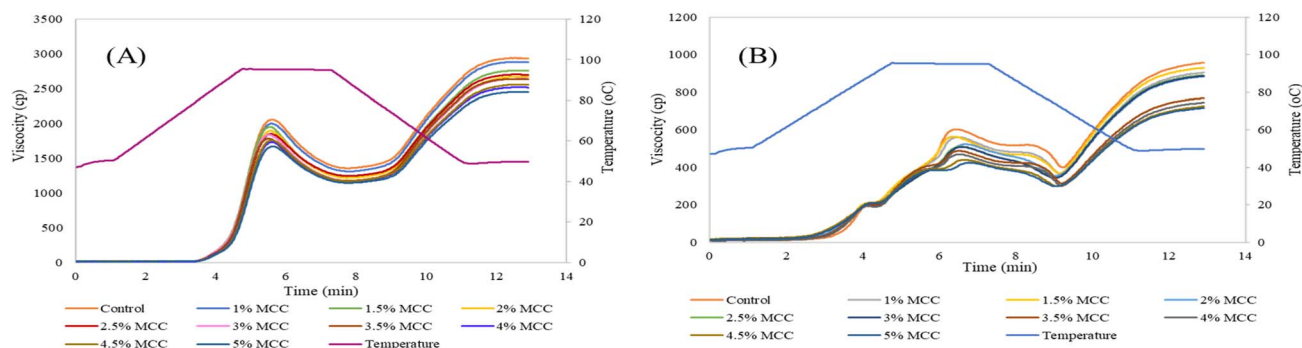 (A)
3500
3000
2500
2000
1500
1000
500
0
Viscocity (cp)
120
100
80
60
40
20
0
Temperature (oC)
0 2 4 6 8 10 12 14
Time (min)
Control 1% MCC 1.5% MCC 2% MCC
2.5% MCC 3% MCC 3.5% MCC 4% MCC
4.5% MCC 5% MCC Temperature
(B)
1200
1000
800
600
400
200
0
Viscocity (cp)
120
100
80
60
40
20
0
Temperature (oC)
0 2 4 6 8 10 12 14
Time (min)
Control 1% MCC 1.5% MCC 2% MCC
2.5% MCC 3% MCC 3.5% MCC 4% MCC
4.5% MCC 5% MCC Temperature